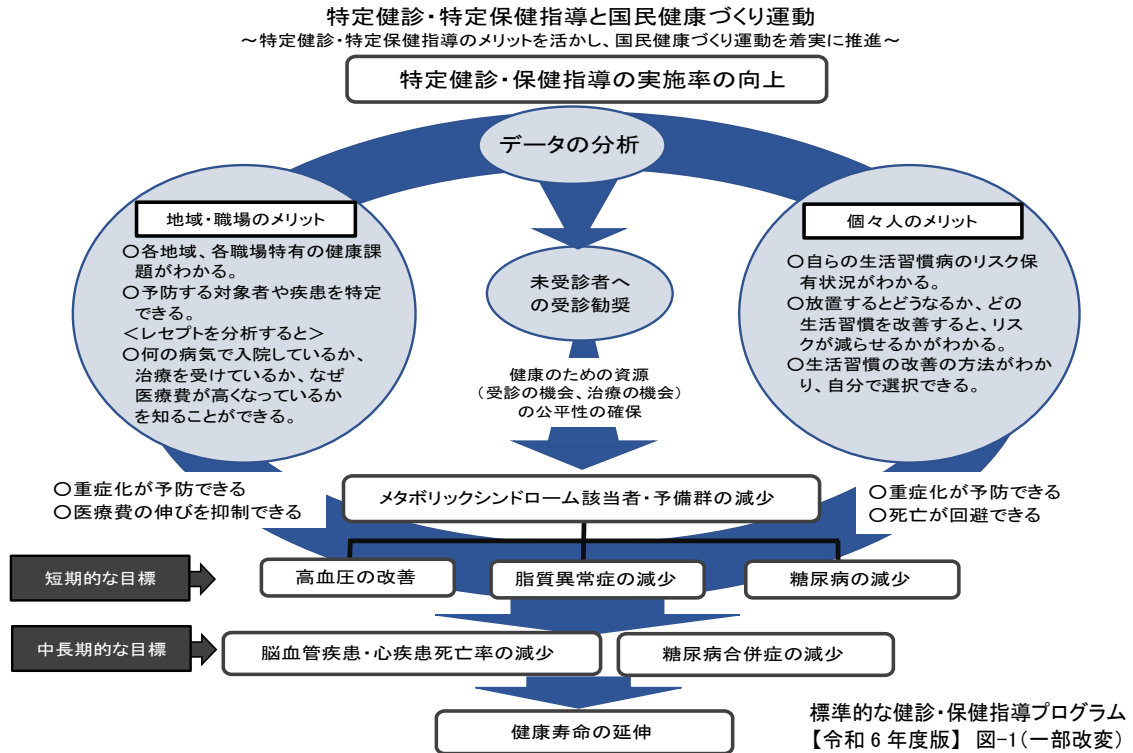 特定健診・特定保健指導と国民健康づくり運動
～特定健診・特定保健指導のメリットを活かし、国民健康づくり運動を着実に推進～
特定健診・保健指導の実施率の向上
データの分析
地域・職場のメリット
○各地域、各職場特有の健康課
題がわかる。
○予防する対象者や疾患を特定
できる。
＜レセプトを分析すると＞
○何の病気で入院しているか、
治療を受けているか、なぜ
医療費が高くなっているか
を知ることができる。
未受診者へ
の受診勧奨
健康のための資源
(受診の機会、治療の機会)
の公平性の確保
個々人のメリット
○自らの生活習慣病のリスク保
有状況がわかる。
○放置するとどうなるか、どの
生活習慣を改善すると、リス
クが減らせるかがわかる。
○生活習慣の改善の方法がわか
り、自分で選択できる。
○重症化が予防できる
○医療費の伸びを抑制できる
メタボリックシンドローム該当者・予備群の減少
○重症化が予防できる
○死亡が回避できる
短期的な目標
高血圧の改善
脂質異常症の減少
糖尿病の減少
中長期的な目標
脳血管疾患・心疾患死亡率の減少
糖尿病合併症の減少
健康寿命の延伸
標準的な健診・保健指導プログラム
【令和6年度版】 図-1(一部改変)